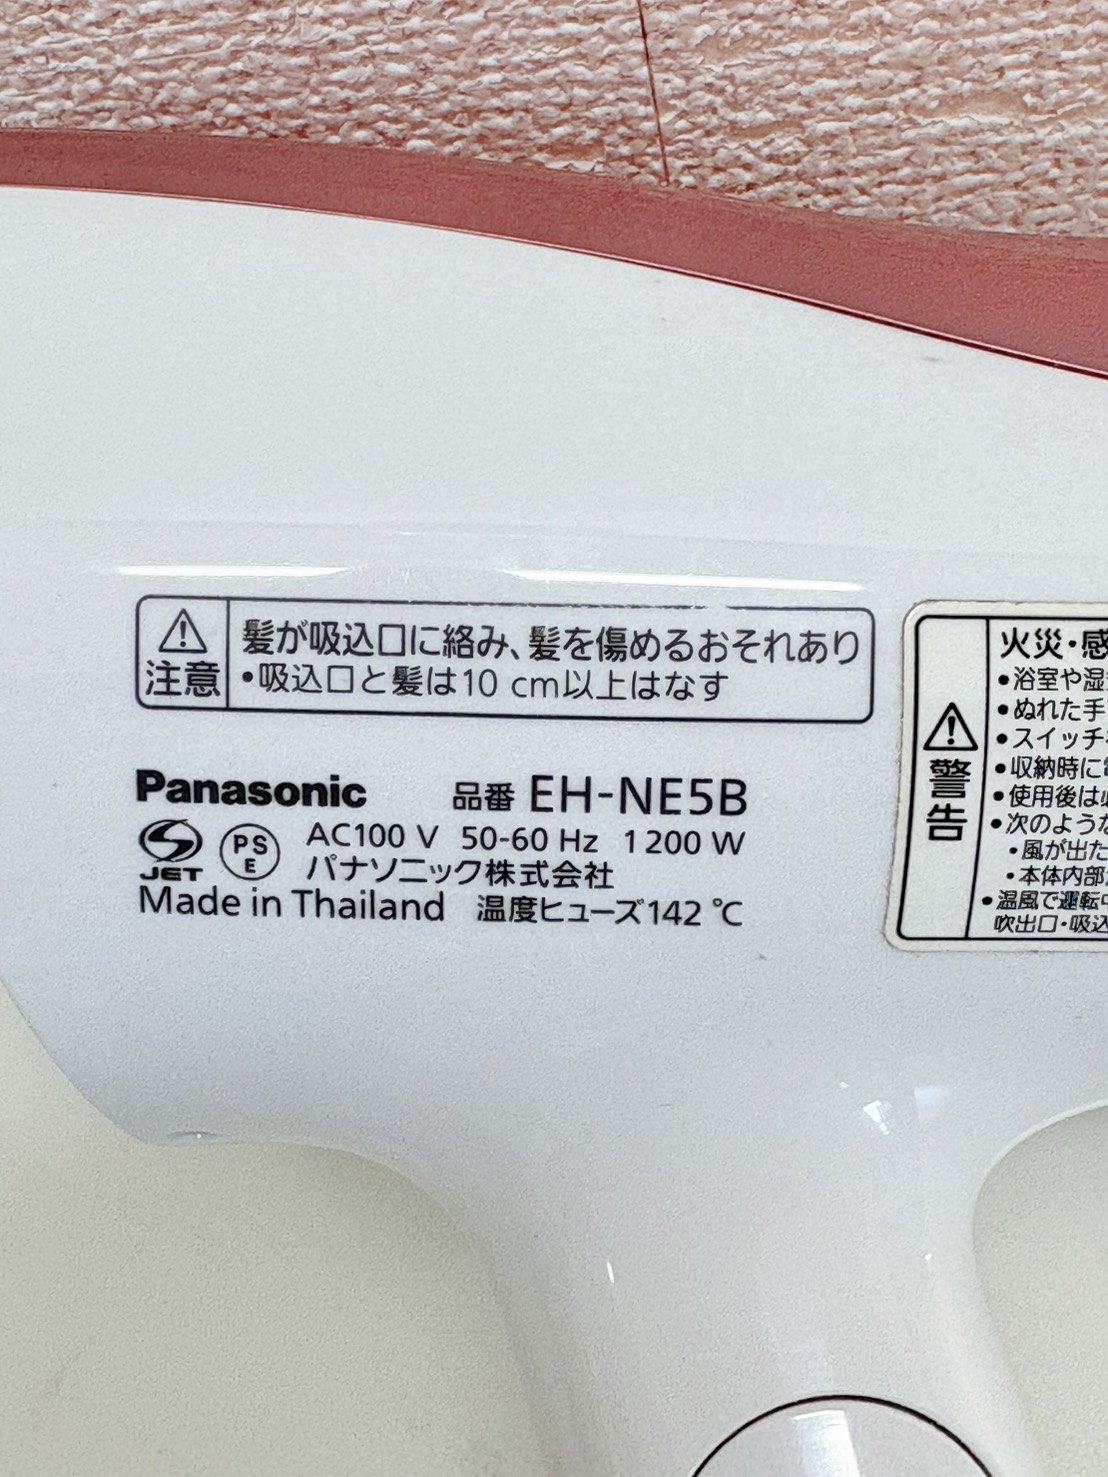 注意
髪が吸込口に絡み、髪を傷めるおそれあり
•吸込口と髪は10 cm以上はなす
Panasonic 品番 EH-NE5B
JET PS E AC100 V 50-60 Hz 1200 W
パナソニック株式会社
Made in Thailand 温度ヒューズ142 ℃
警告
火災・感
•浴室や湿
•ぬれた手
•スイッチ
•収納時に
•使用後は
•次のような
•風が出た
•本体内部
•温風で運転中
吹出口・吸込